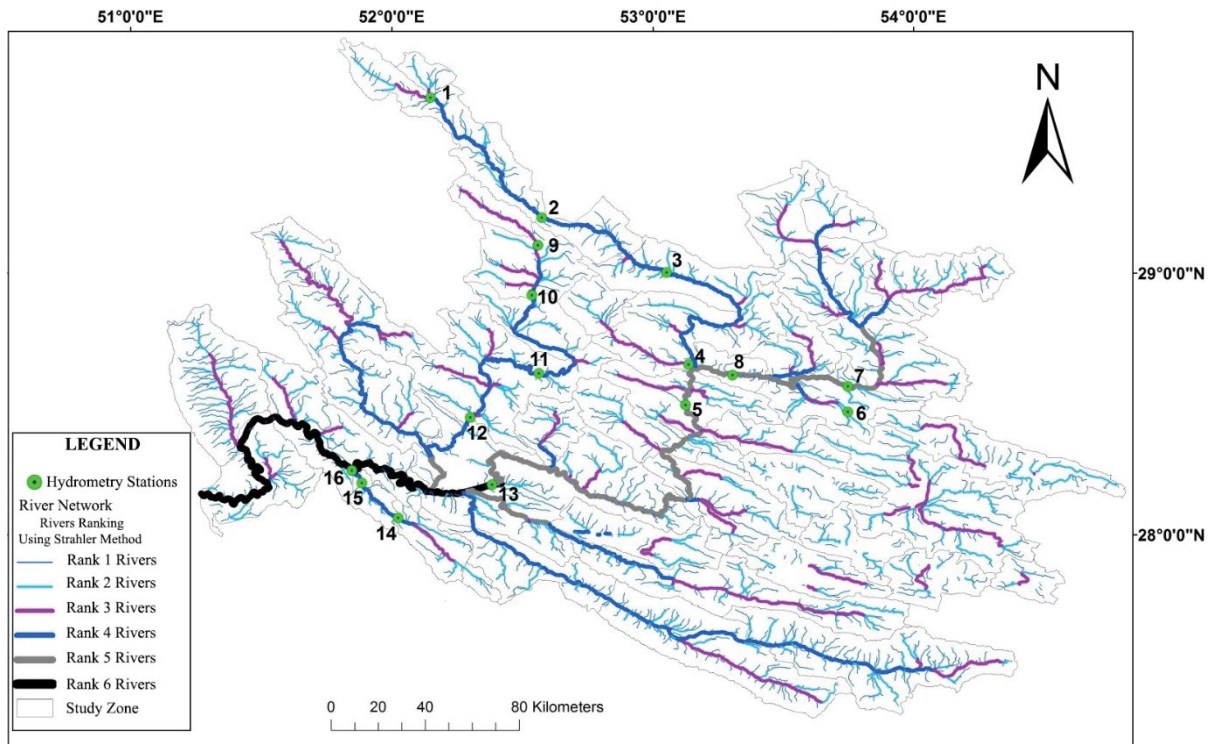 51°0'0"E 52°0'0"E 53°0'0"E 54°0'0"E
N
1
2
9
3
29°0'0"N
10
4
8
11
7
5
6
12
16
13
15
14
28°0'0"N
LEGEND
Hydrometry Stations
River Network
Rivers Ranking
Using Strahler Method
Rank 1 Rivers
Rank 2 Rivers
Rank 3 Rivers
Rank 4 Rivers
Rank 5 Rivers
Rank 6 Rivers
Study Zone
0 20 40 80 Kilometers